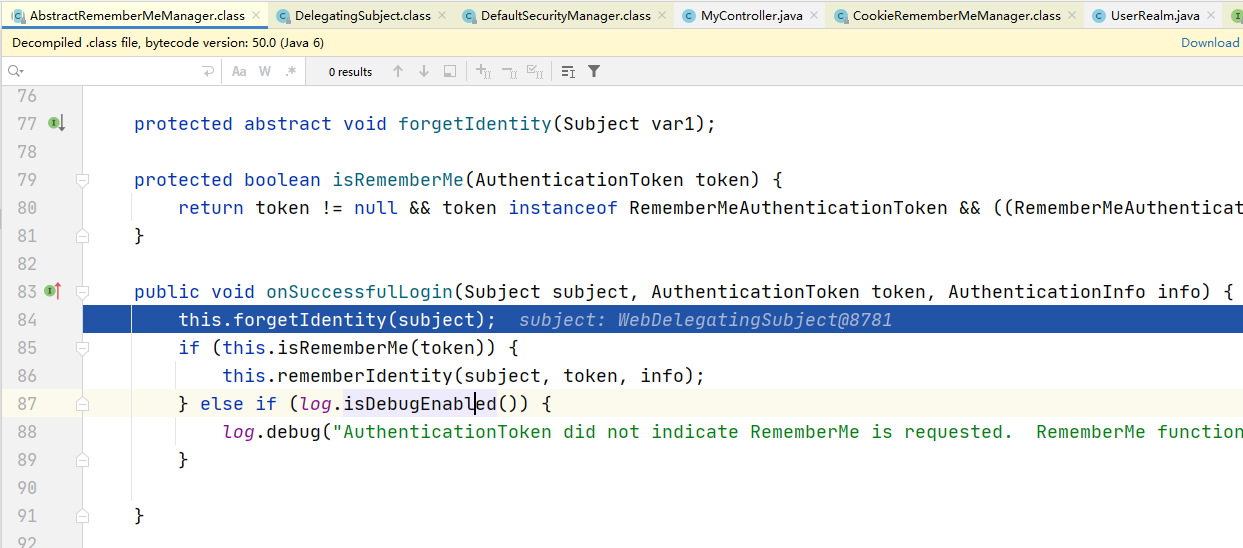 AbstractRememberMeManager.class DelegatingSubject.class DefaultSecurityManager.class MyController.java CookieRememberMeManager.class UserRealm.java
Decompiled .class file, bytecode version: 50.0 (Java 6) Download
Aa W .* 0 results
76
77 protected abstract void forgetIdentity(Subject var1);
78
79 protected boolean isRememberMe(AuthenticationToken token) {
80 return token != null && token instanceof RememberMeAuthenticationToken && ((RememberMeAuthenticat
81 }
82
83 public void onSuccessfulLogin(Subject subject, AuthenticationToken token, AuthenticationInfo info) {
84 this.forgetIdentity(subject); subject: WebDelegatingSubject@8781
85 if (this.isRememberMe(token)) {
86 this.rememberIdentity(subject, token, info);
87 } else if (log.isDebugEnabled()) {
88 log.debug("AuthenticationToken did not indicate RememberMe is requested.  RememberMe function
89 }
90
91 }
92